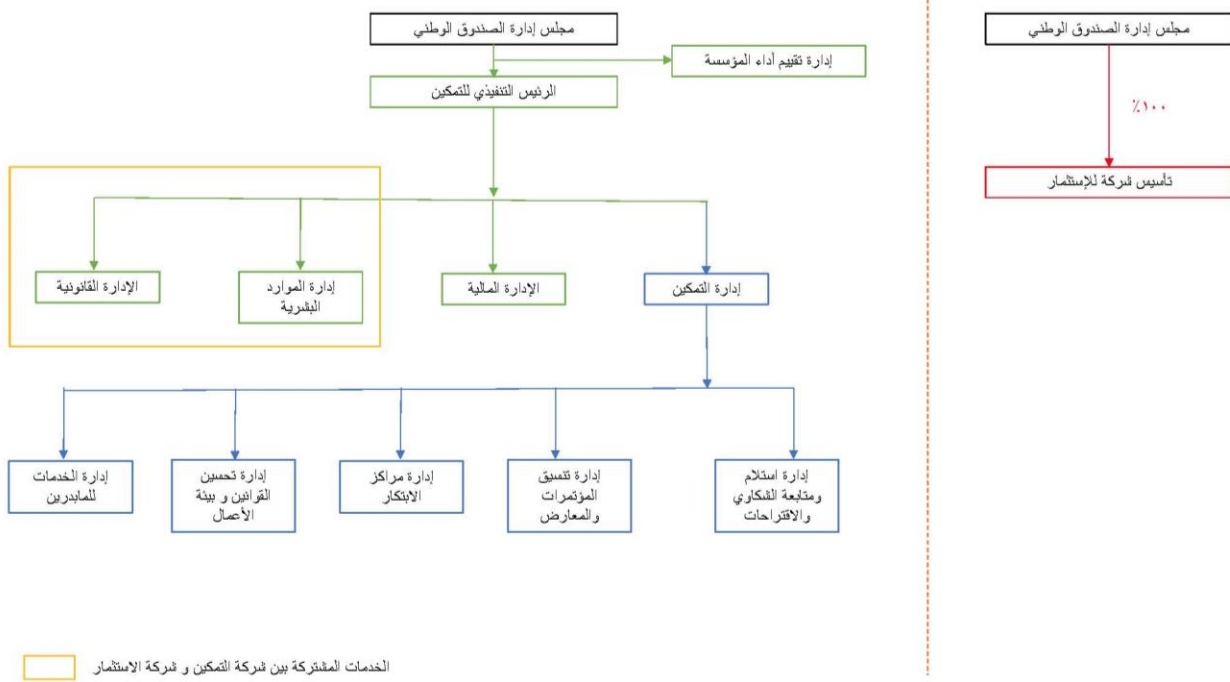 مجلس إدارة الصندوق الوطني
مجلس إدارة الصندوق الوطني
إدارة تقييم أداء المؤسسة
الرئيس التنفيذي للتمكين
٪١٠٠
تأسيس شركة للإستثمار
إدارة التمكين
الإدارة المالية
إدارة الموارد
البشرية
الإدارة القانونية
إدارة استلام
ومتابعة الشكاوي
والاقتراحات
إدارة تنسيق
المؤتمرات
والمعارض
إدارة مراكز
الابتكار
إدارة تحسين
القوانين و بيئة
الأعمال
إدارة الخدمات
للمابدرين
الخدمات المشتركة بين شركة التمكين و شركة الاستثمار